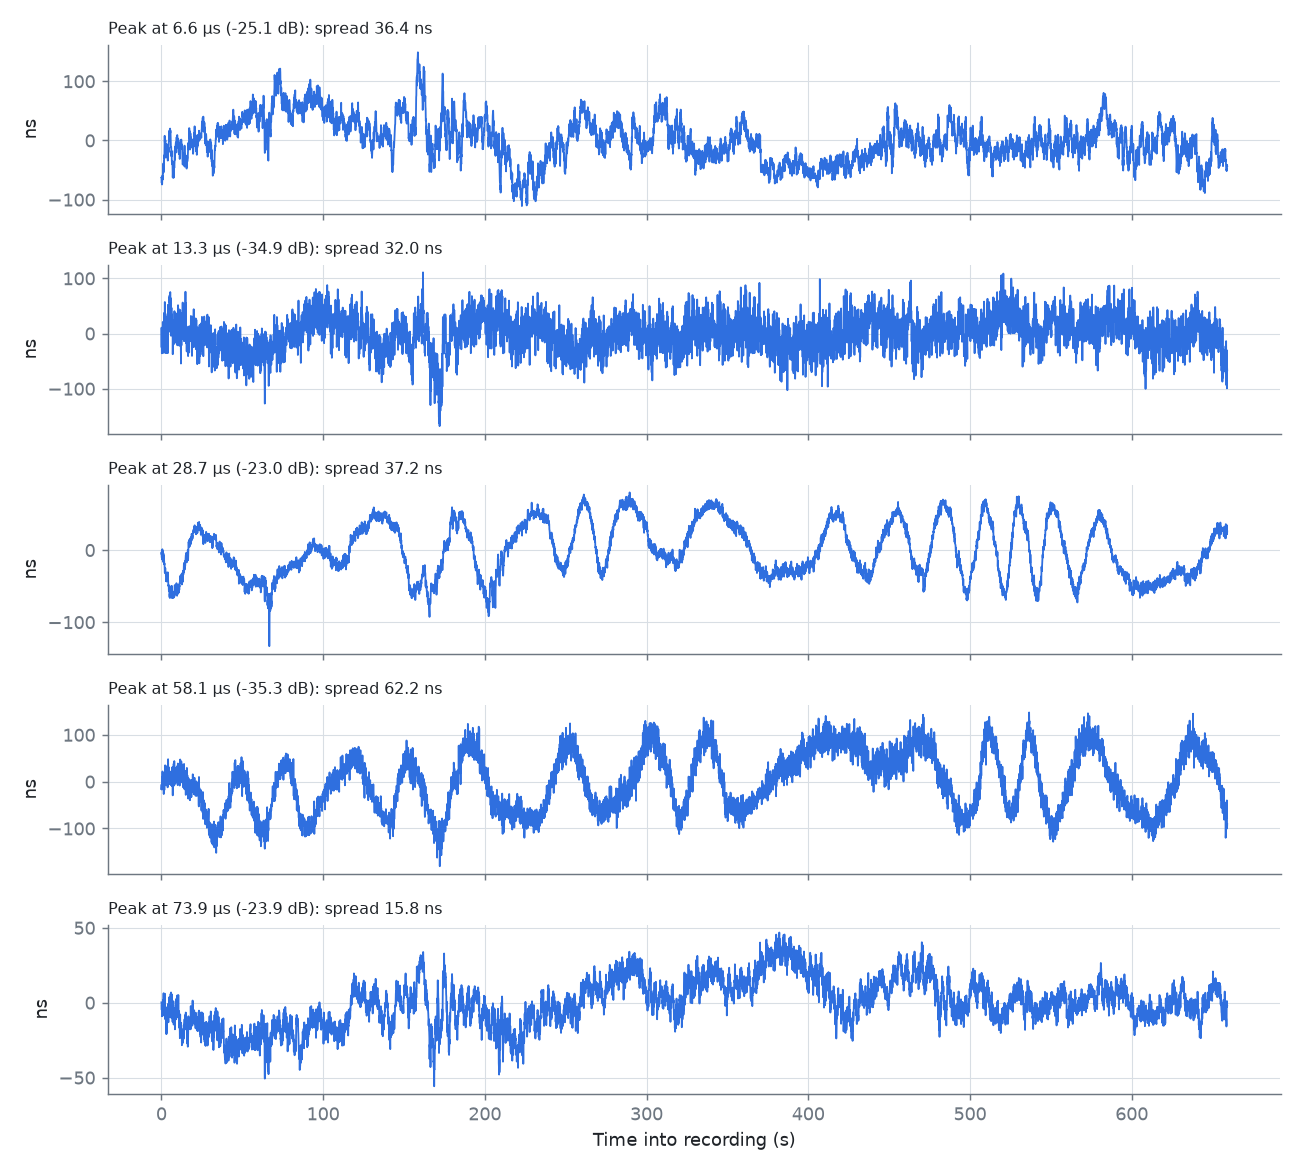 Peak at 6.6 µs (-25.1 dB): spread 36.4 ns
100
0
−100
ns
Peak at 13.3 µs (-34.9 dB): spread 32.0 ns
100
0
−100
ns
Peak at 28.7 µs (-23.0 dB): spread 37.2 ns
0
−100
ns
Peak at 58.1 µs (-35.3 dB): spread 62.2 ns
100
0
−100
ns
Peak at 73.9 µs (-23.9 dB): spread 15.8 ns
50
0
−50
ns
0 100 200 300 400 500 600
Time into recording (s)